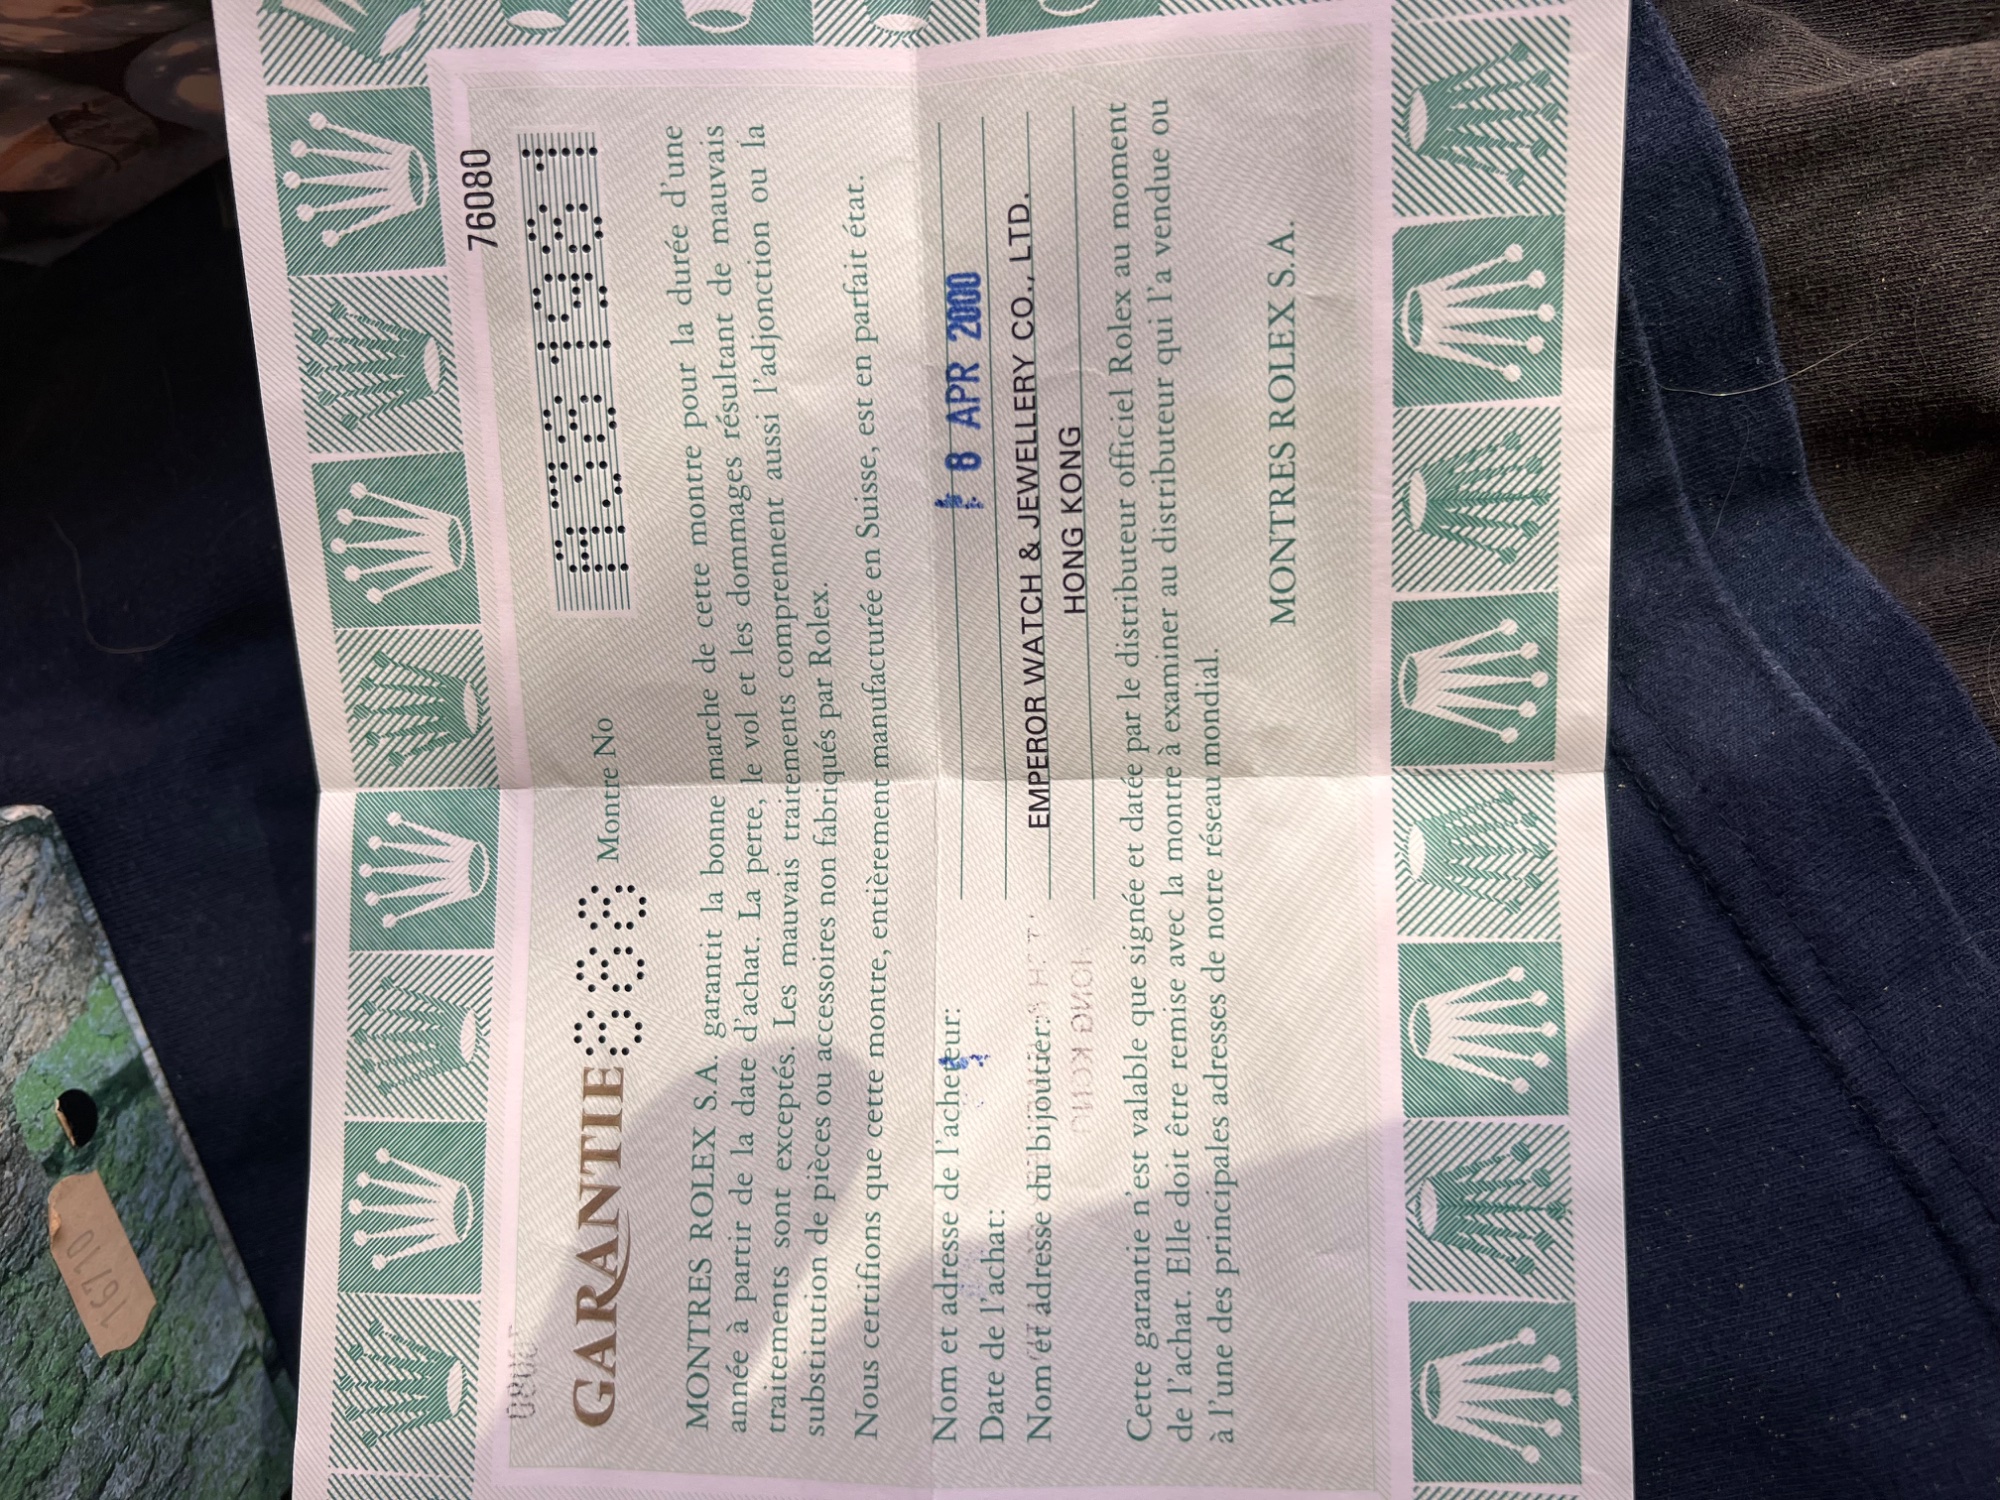 76080
GARANTIE 888 Montre No
MONTRES ROLEX S.A. garantit la bonne marche de cette montre pour la durée d'une
année à partir de la date d'achat. La perte, le vol et les dommages résultant de mauvais
traitements sont exceptés. Les mauvais traitements comprennent aussi l'adjonction ou la
substitution de pièces ou accessoires non fabriqués par Rolex.
Nous certifions que cette montre, entièrement manufacturée en Suisse, est en parfait état.
Nom et adresse de l'acheteur:
Date de l'achat: 8 APR 2000
Nom et adresse du bijoutier: EMPEROR WATCH & JEWELLERY CO., LTD.
HONG KONG
Cette garantie n'est valable que signée et datée par le distributeur officiel Rolex au moment
de l'achat. Elle doit être remise avec la montre à examiner au distributeur qui l'a vendue ou
à l'une des principales adresses de notre réseau mondial.
MONTRES ROLEX S.A.
16710